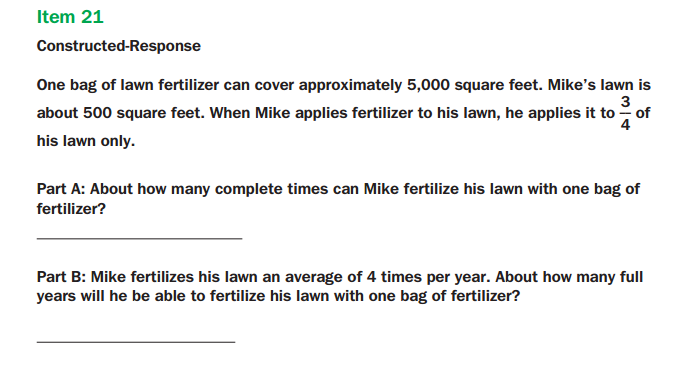 Item 21
Constructed-Response
One bag of lawn fertilizer can cover approximately 5,000 square feet. Mike’s lawn is
about 500 square feet. When Mike applies fertilizer to his lawn, he applies it to 3/4 of
his lawn only.
Part A: About how many complete times can Mike fertilize his lawn with one bag of
fertilizer?
Part B: Mike fertilizes his lawn an average of 4 times per year. About how many full
years will he be able to fertilize his lawn with one bag of fertilizer?